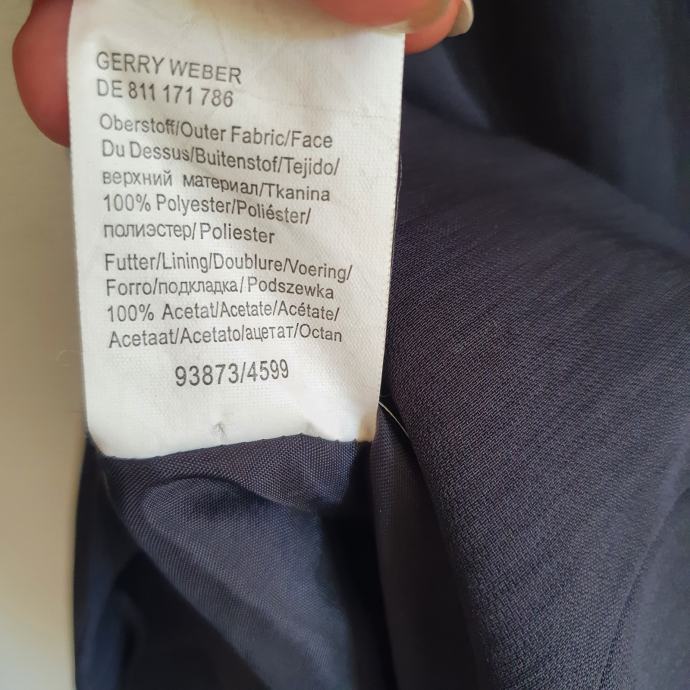 GERRY WEBER
DE 811 171 786
Oberstoff/Outer Fabric/Face
Du Dessus/Buitenstof/Tejido/
верхний материал/Tkanina
100% Polyester/Poliéster/
полиэстер/Poliester
Futter/Lining/Doublure/Voering/
Forro/подкладка/Podszewka
100% Acetat/Acetate/Acétate/
Acetaat/Acetato/ацетат/Octan
93873/4599